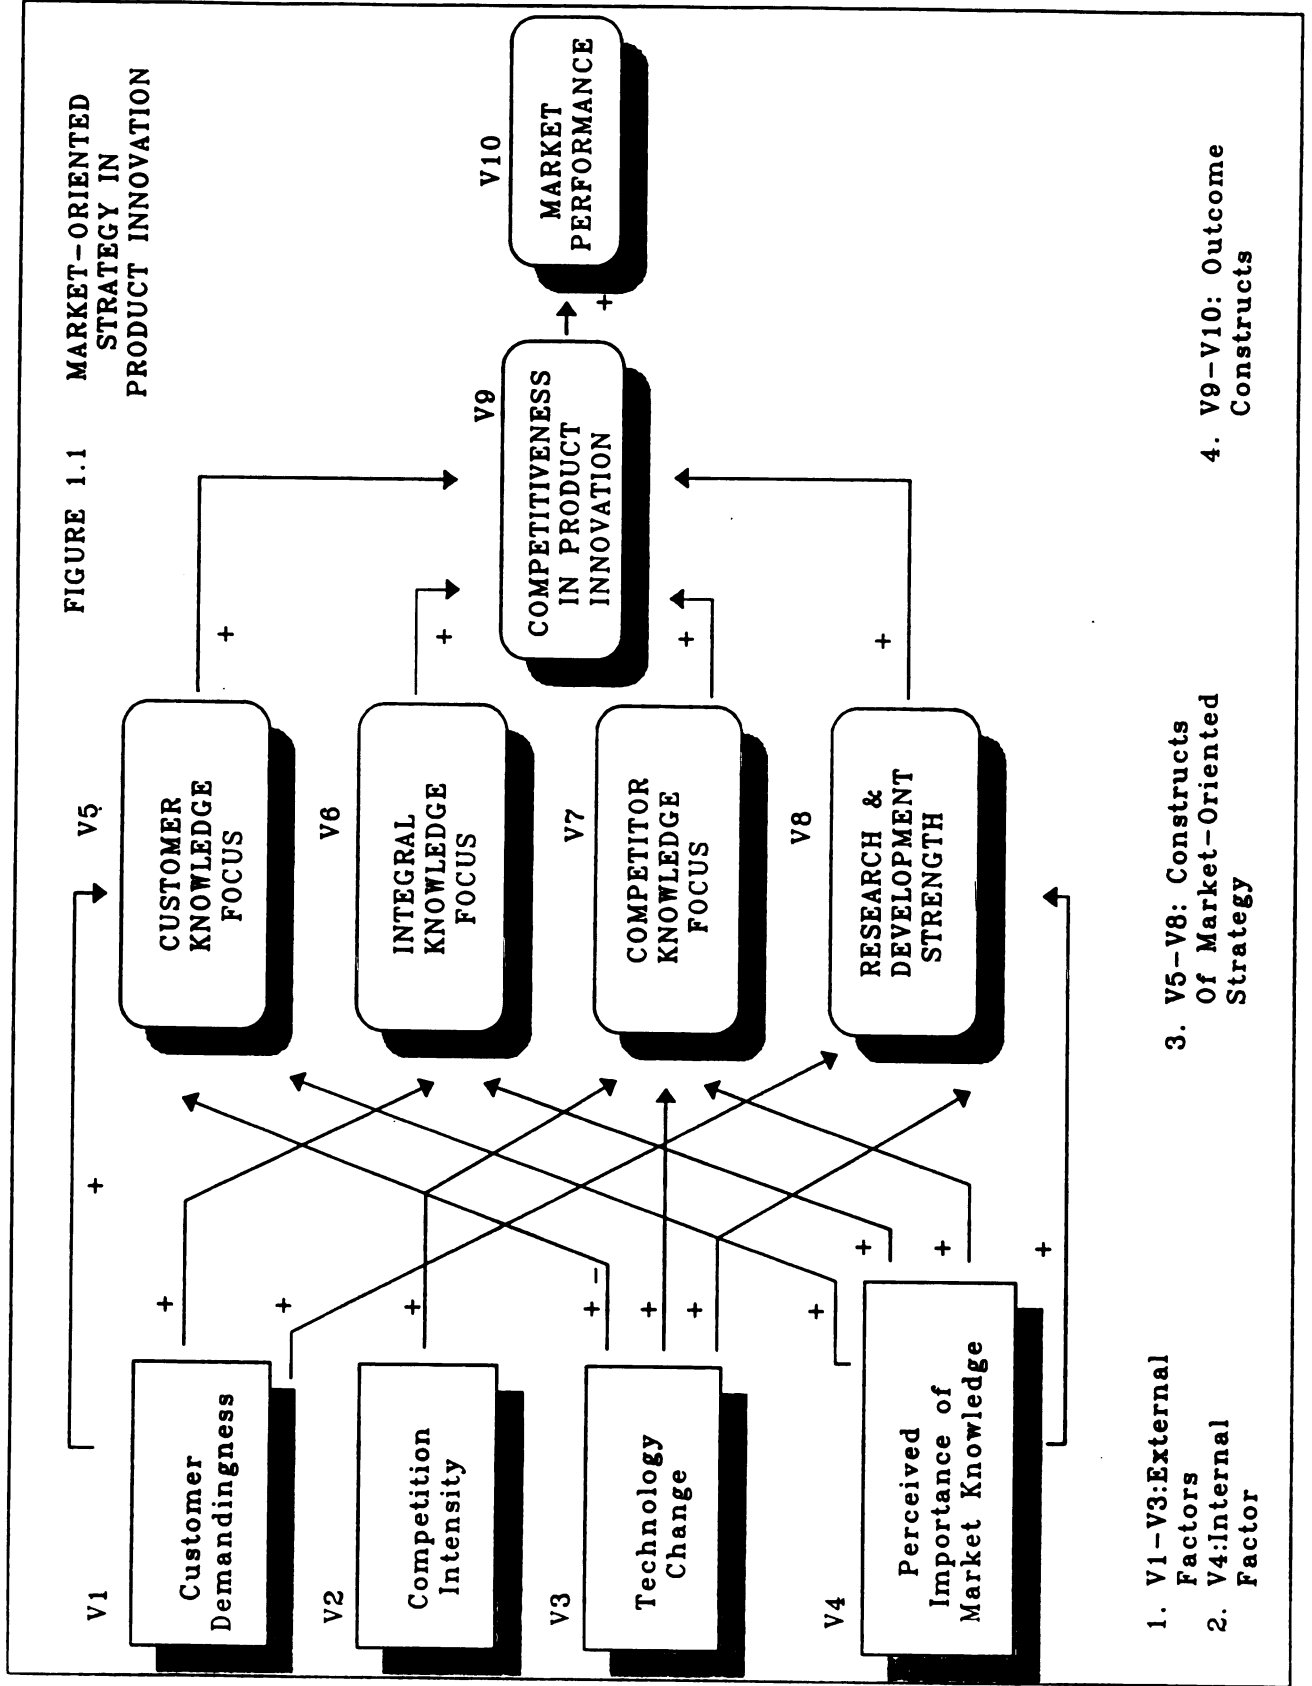 FIGURE 1.1 MARKET-ORIENTED
STRATEGY IN
PRODUCT INNOVATION
V1
Customer
Demandingness
V2
Competition
Intensity
V3
Technology
Change
V4
Perceived
Importance of
Market Knowledge
+
+
+
+
+ -
+
+
+
+
+
+
V5
CUSTOMER
KNOWLEDGE
FOCUS
V6
INTEGRAL
KNOWLEDGE
FOCUS
V7
COMPETITOR
KNOWLEDGE
FOCUS
V8
RESEARCH &
DEVELOPMENT
STRENGTH
+
+
+
+
V9
COMPETITIVENESS
IN PRODUCT
INNOVATION
+
V10
MARKET
PERFORMANCE
1. V1-V3:External
Factors
2. V4:Internal
Factor
3. V5-V8: Constructs
Of Market-Oriented
Strategy
4. V9-V10: Outcome
Constructs